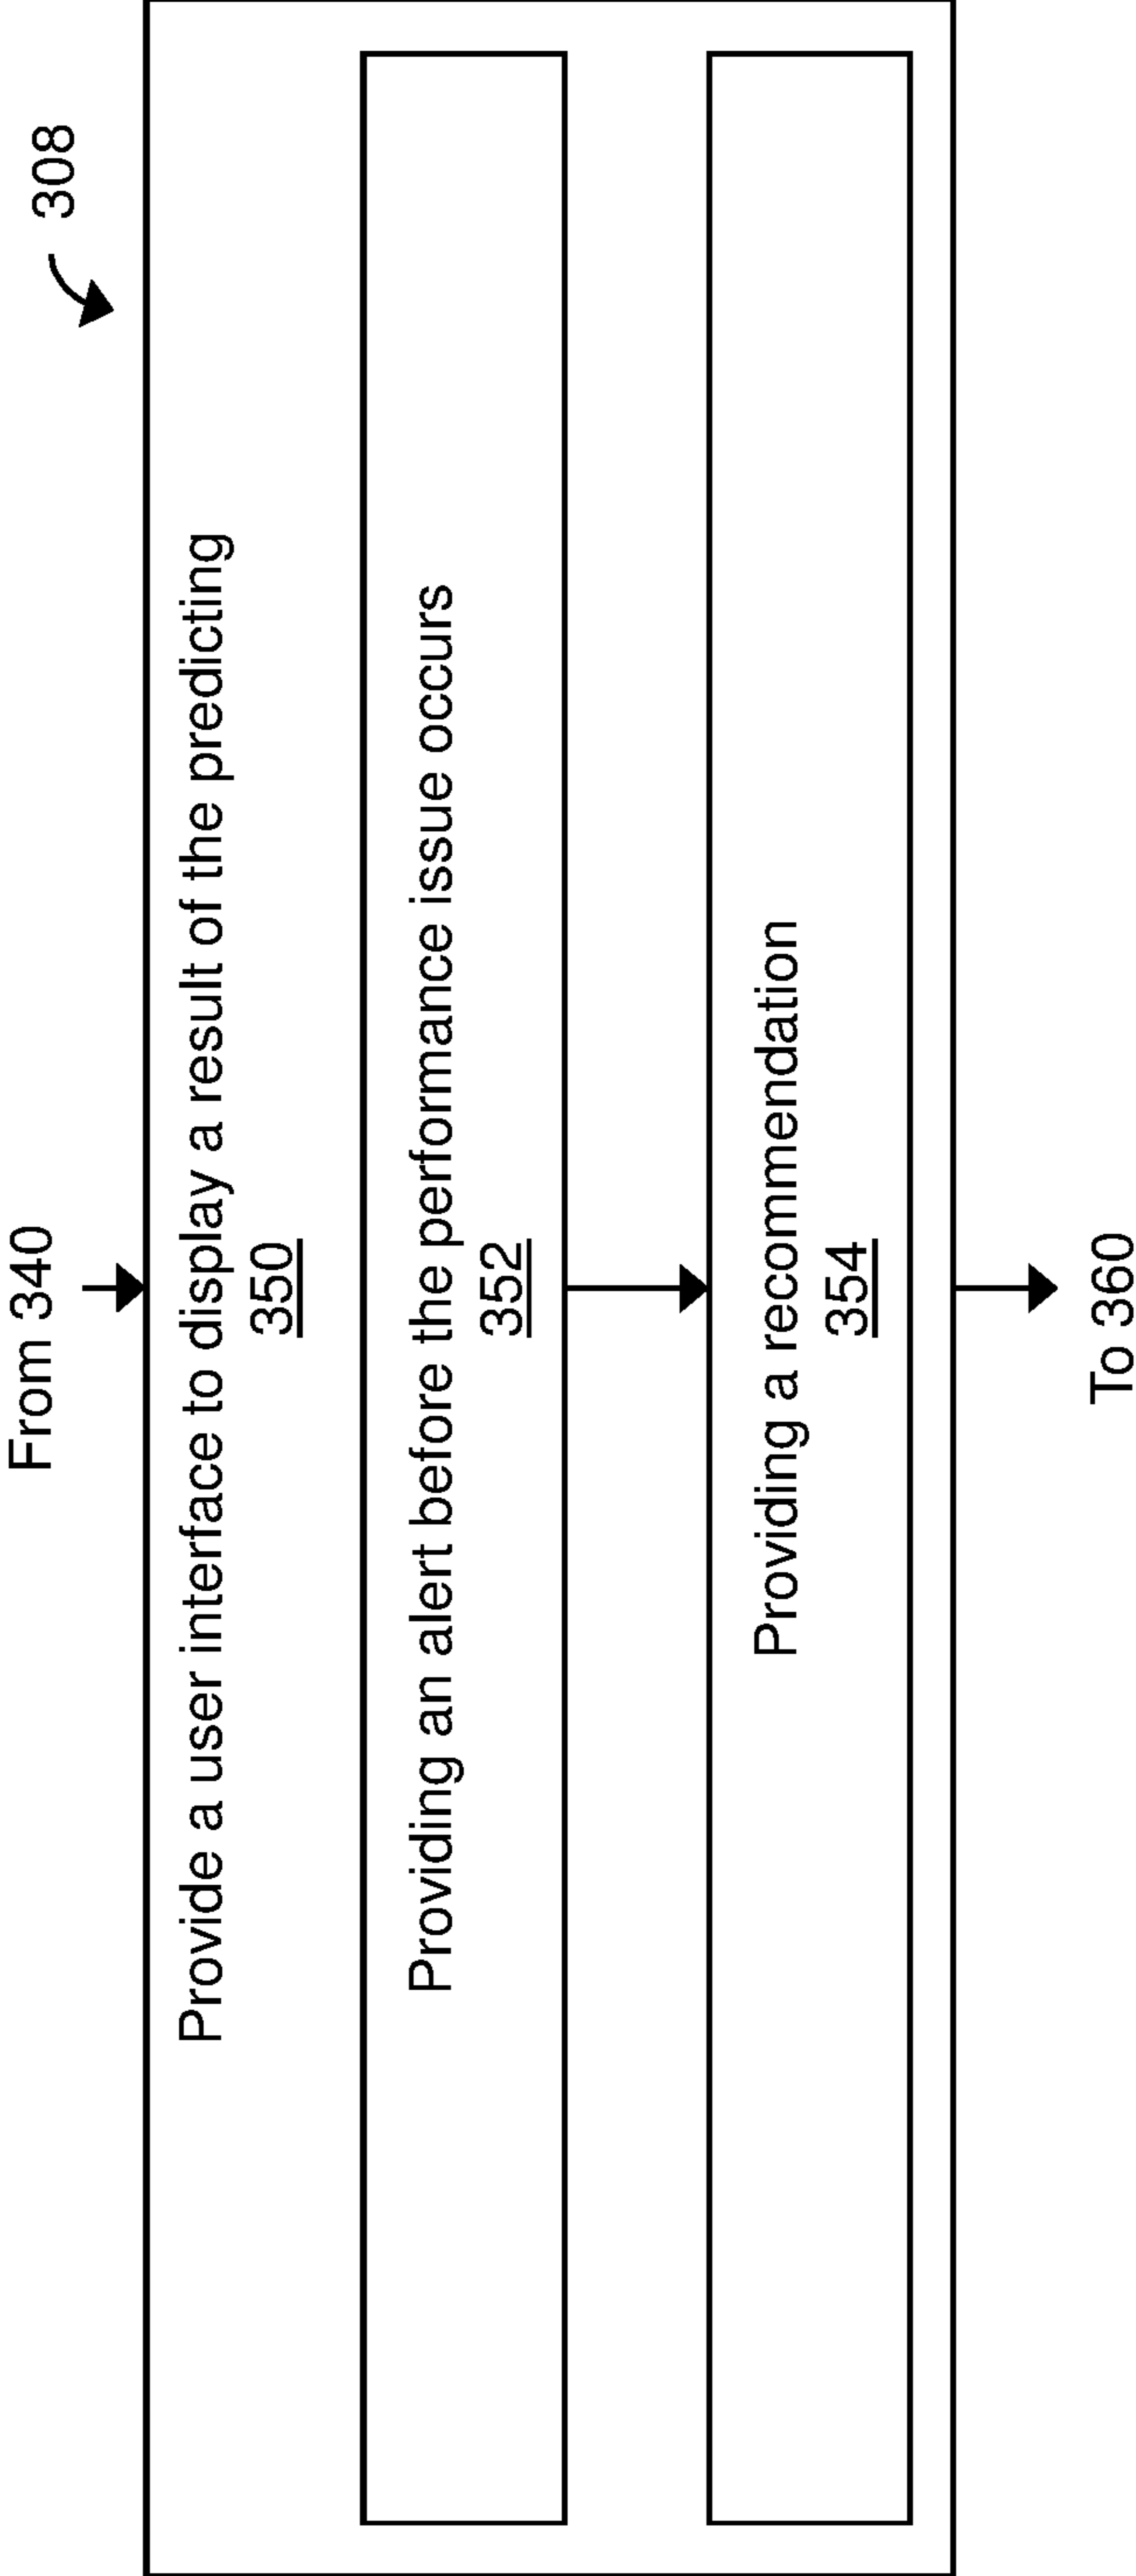 From 340
308
Provide a user interface to display a result of the predicting
350
Providing an alert before the performance issue occurs
352
Providing a recommendation
354
To 360